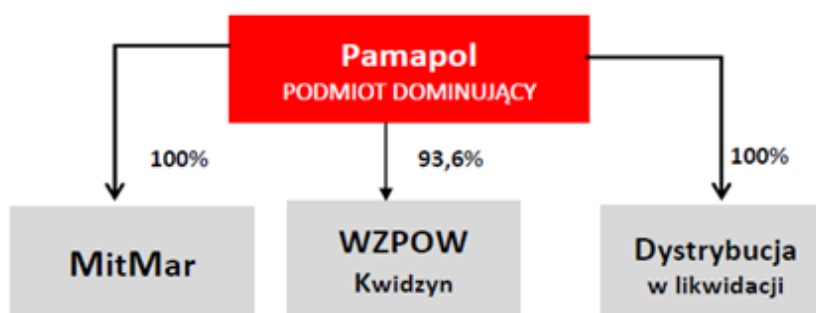 Pamapol
PODMIOT DOMINUJĄCY
100%
93,6%
100%
MitMar
WZPOW
Kwidzyn
Dystrybucja
w likwidacji